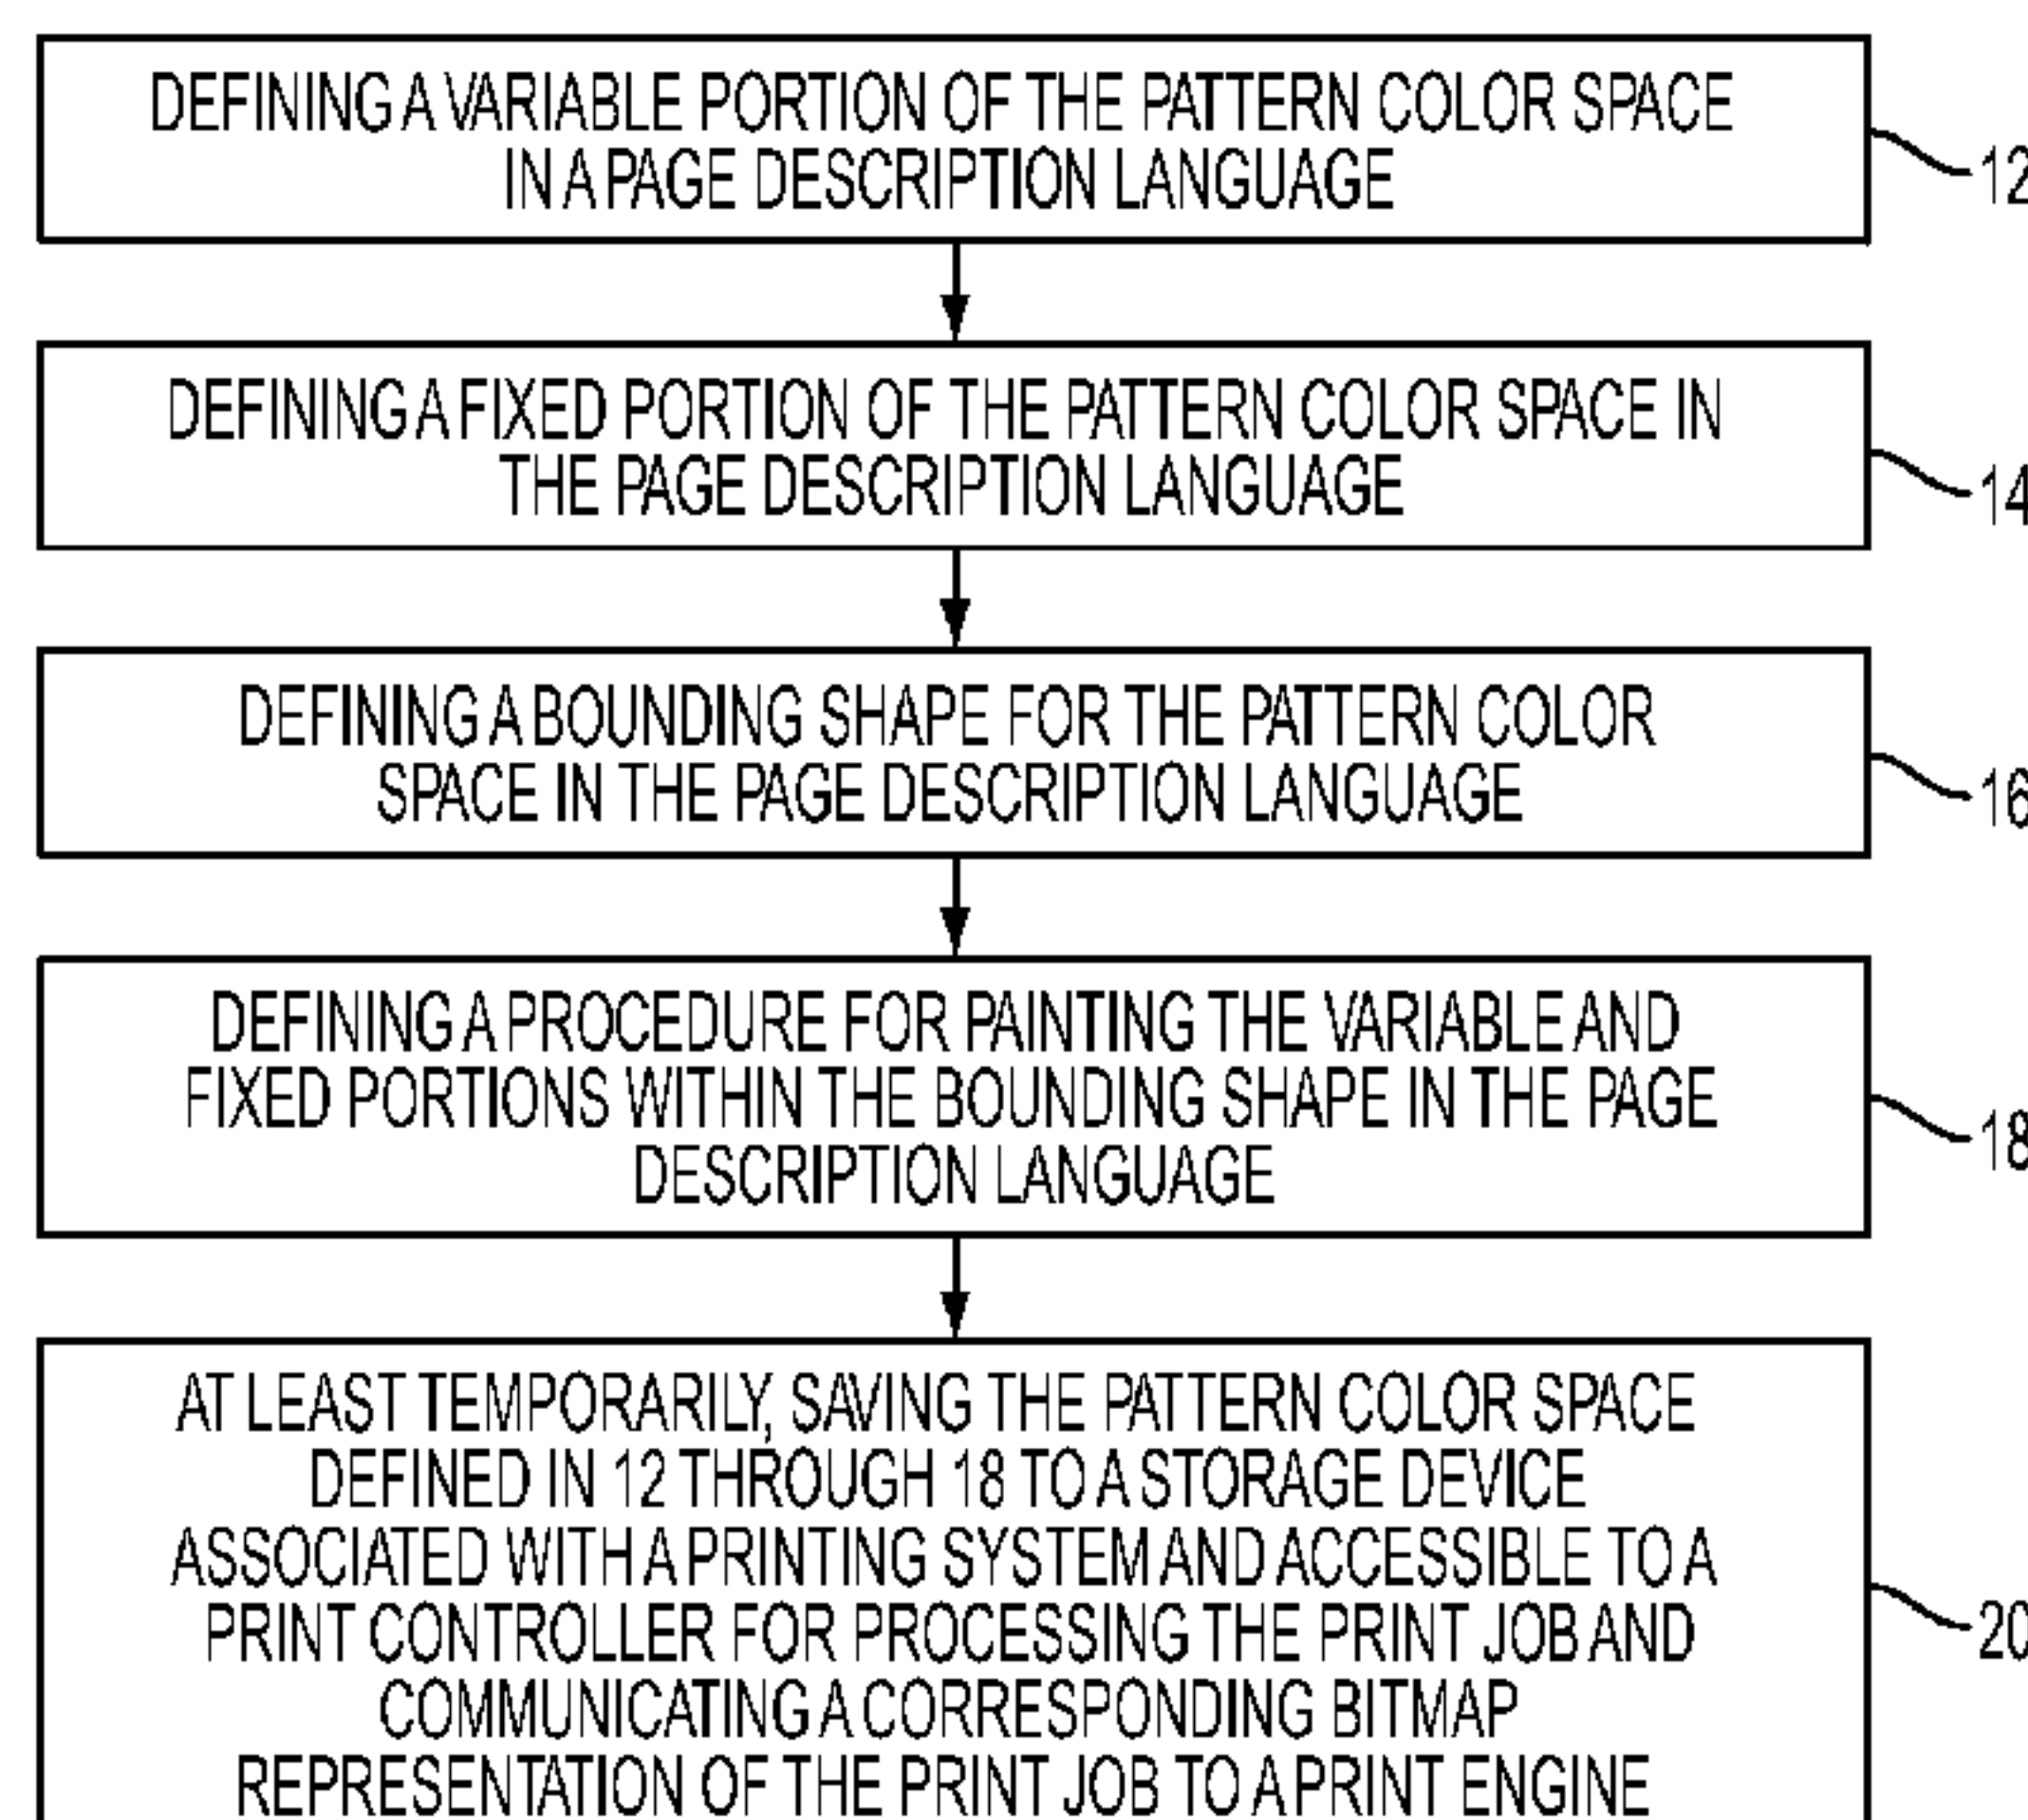 DEFINING A VARIABLE PORTION OF THE PATTERN COLOR SPACE
IN A PAGE DESCRIPTION LANGUAGE
12
DEFINING A FIXED PORTION OF THE PATTERN COLOR SPACE IN
THE PAGE DESCRIPTION LANGUAGE
14
DEFINING A BOUNDING SHAPE FOR THE PATTERN COLOR
SPACE IN THE PAGE DESCRIPTION LANGUAGE
16
DEFINING A PROCEDURE FOR PAINTING THE VARIABLE AND
FIXED PORTIONS WITHIN THE BOUNDING SHAPE IN THE PAGE
DESCRIPTION LANGUAGE
18
AT LEAST TEMPORARILY, SAVING THE PATTERN COLOR SPACE
DEFINED IN 12 THROUGH 18 TO A STORAGE DEVICE
ASSOCIATED WITH A PRINTING SYSTEM AND ACCESSIBLE TO A
PRINT CONTROLLER FOR PROCESSING THE PRINT JOB AND
COMMUNICATING A CORRESPONDING BITMAP
REPRESENTATION OF THE PRINT JOB TO A PRINT ENGINE
20